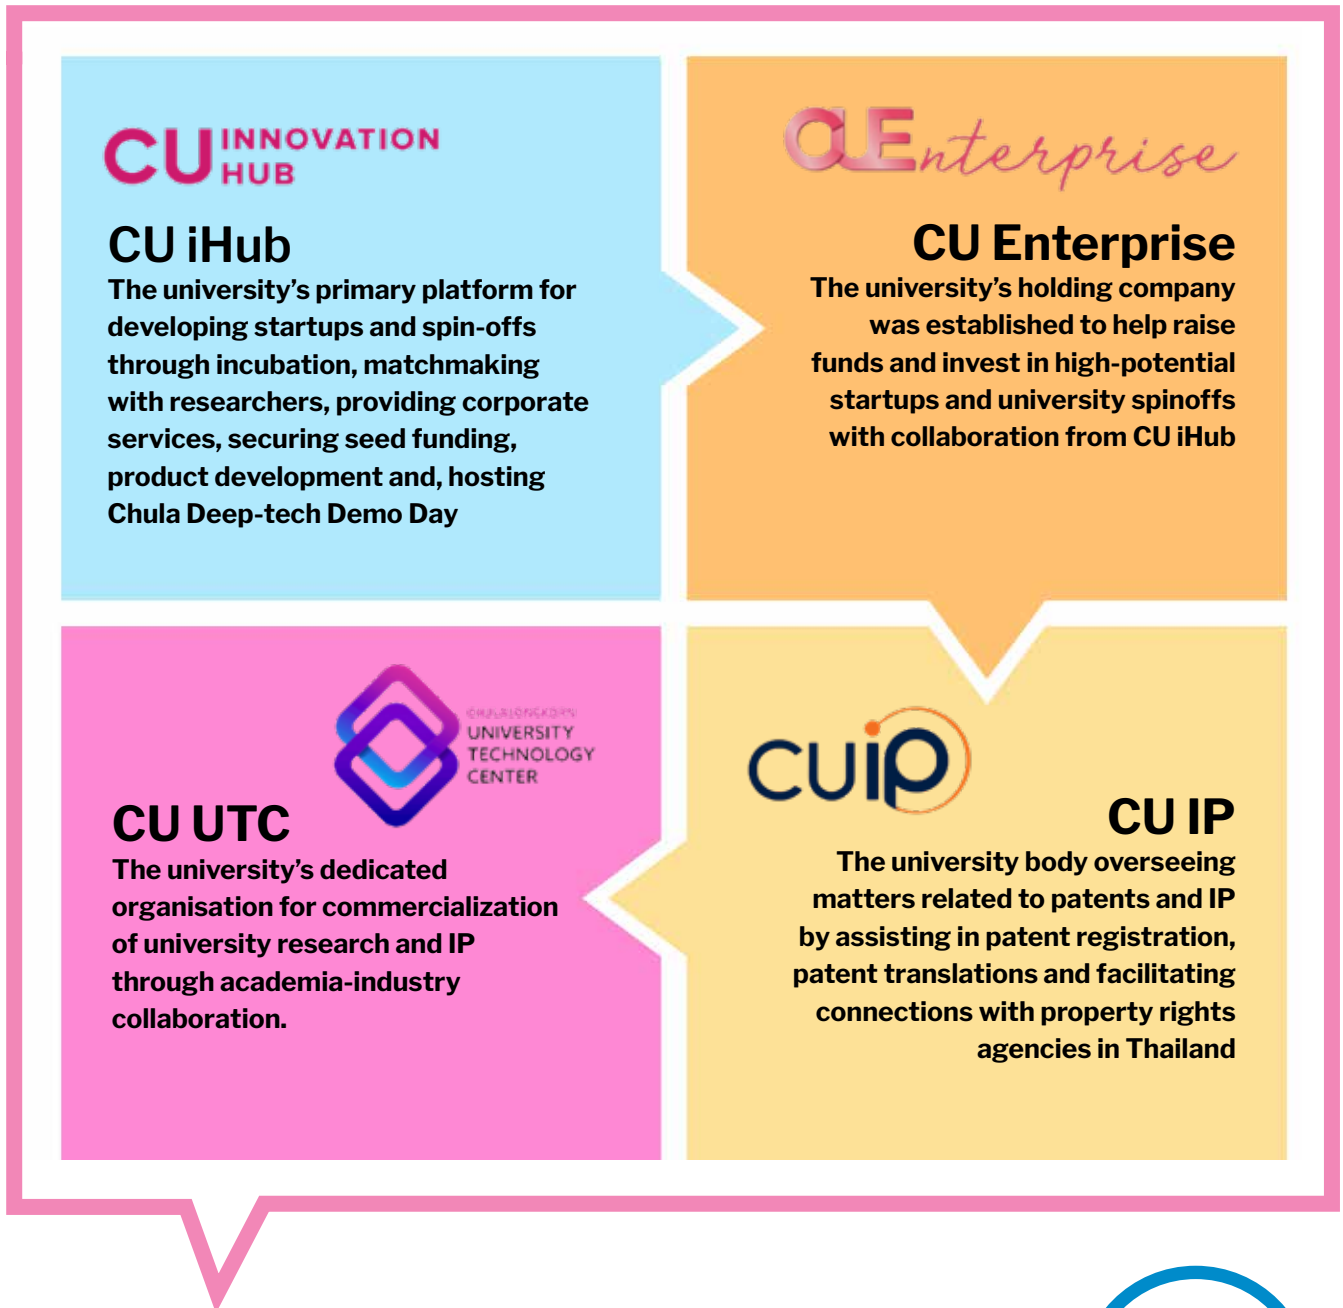 CU INNOVATION
HUB
CU iHub
The university’s primary platform for
developing startups and spin-offs
through incubation, matchmaking
with researchers, providing corporate
services, securing seed funding,
product development and, hosting
Chula Deep-tech Demo Day
CUEnterprise
CU Enterprise
The university’s holding company
was established to help raise
funds and invest in high-potential
startups and university spinoffs
with collaboration from CU iHub
CHULALONGKORN
UNIVERSITY
TECHNOLOGY
CENTER
CU UTC
The university’s dedicated
organisation for commercialization
of university research and IP
through academia-industry
collaboration.
CUiP
CU IP
The university body overseeing
matters related to patents and IP
by assisting in patent registration,
patent translations and facilitating
connections with property rights
agencies in Thailand